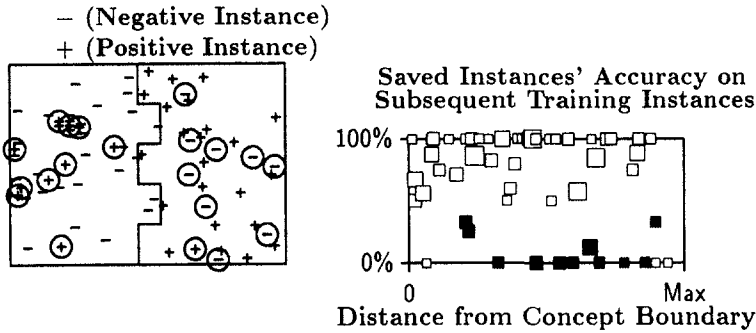 − (Negative Instance)
+ (Positive Instance)
Saved Instances' Accuracy on
Subsequent Training Instances
100%
0%
0
Max
Distance from Concept Boundary